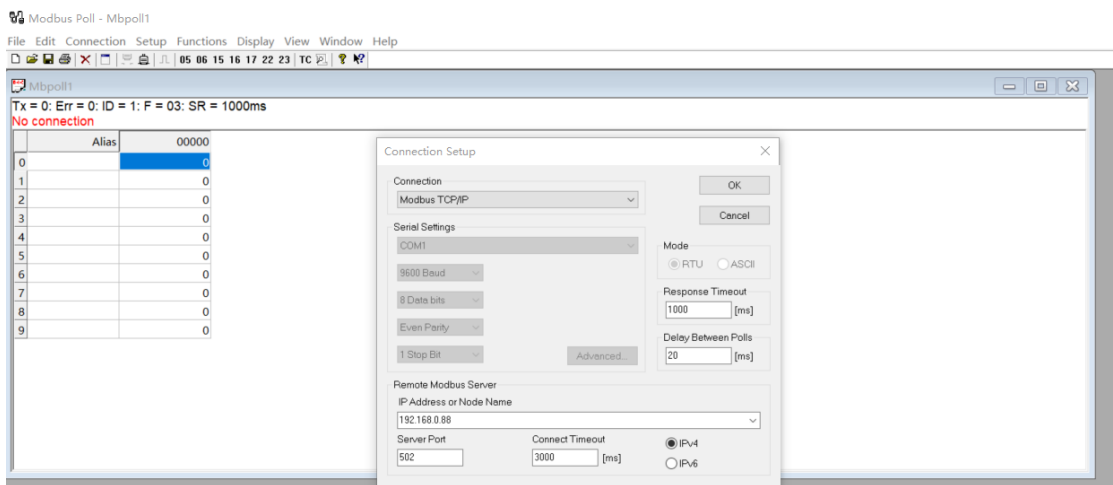 Modbus Poll - Mbpoll1
File Edit Connection Setup Functions Display View Window Help
05 06 15 16 17 22 23 TC
Mbpoll1
Tx = 0: Err = 0: ID = 1: F = 03: SR = 1000ms
No connection
Alias 00000
0 0
1 0
2 0
3 0
4 0
5 0
6 0
7 0
8 0
9 0
Connection Setup
Connection
Modbus TCP/IP
OK
Cancel
Serial Settings
COM1
9600 Baud
8 Data bits
Even Parity
1 Stop Bit
Advanced...
Mode
RTU ASCII
Response Timeout
1000 [ms]
Delay Between Polls
20 [ms]
Remote Modbus Server
IP Address or Node Name
192.168.0.88
Server Port
502
Connect Timeout
3000 [ms]
IPv4
IPv6